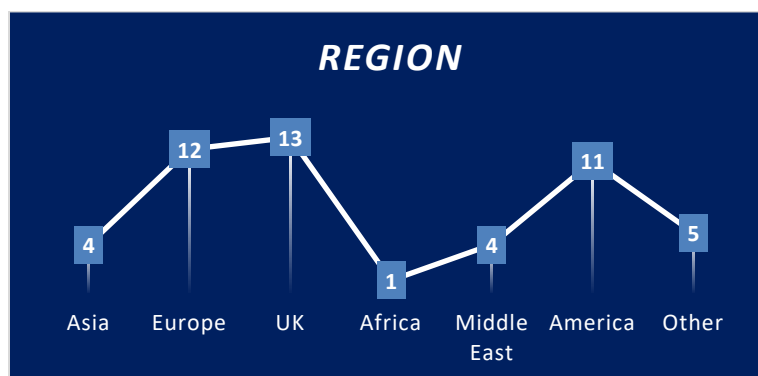 REGION
4
12
13
1
4
11
5
Asia
Europe
UK
Africa
Middle
East
America
Other